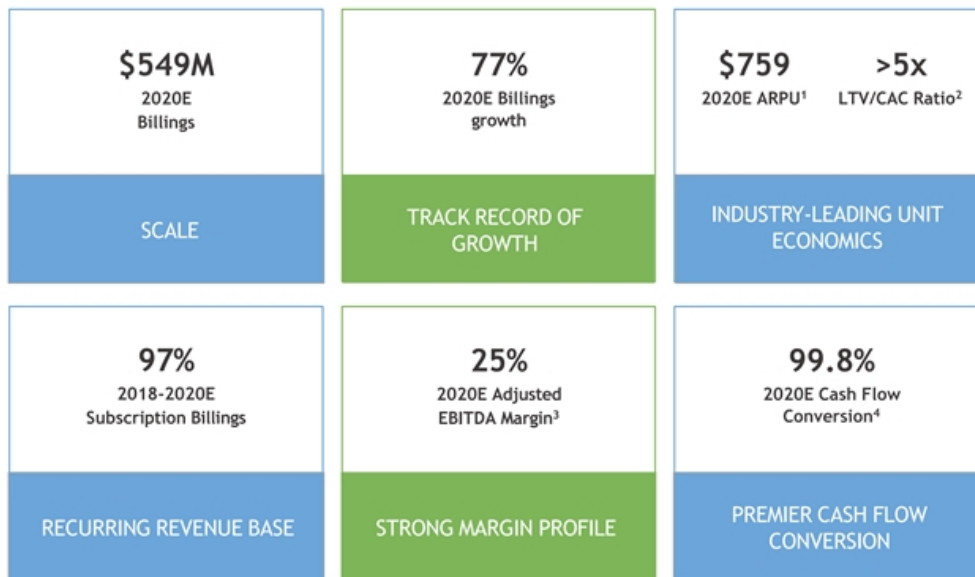 $549M
2020E
Billings
SCALE
77%
2020E Billings
growth
TRACK RECORD OF
GROWTH
$759
2020E ARPU¹
>5x
LTV/CAC Ratio²
INDUSTRY-LEADING UNIT
ECONOMICS
97%
2018-2020E
Subscription Billings
RECURRING REVENUE BASE
25%
2020E Adjusted
EBITDA Margin³
STRONG MARGIN PROFILE
99.8%
2020E Cash Flow
Conversion⁴
PREMIER CASH FLOW
CONVERSION